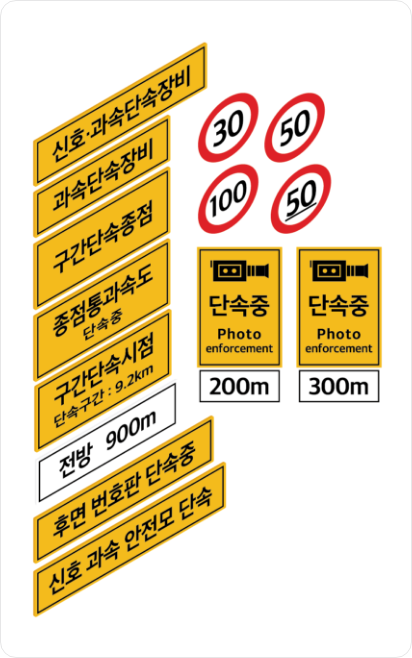 신호·과속단속장비
과속단속장비
구간단속종점
종점통과속도
단속중
구간단속시점
단속구간 : 9.2km
전방 900m
후면 번호판 단속중
신호 과속 안전모 단속
30
50
100
50
단속중
Photo
enforcement
200m
단속중
Photo
enforcement
300m